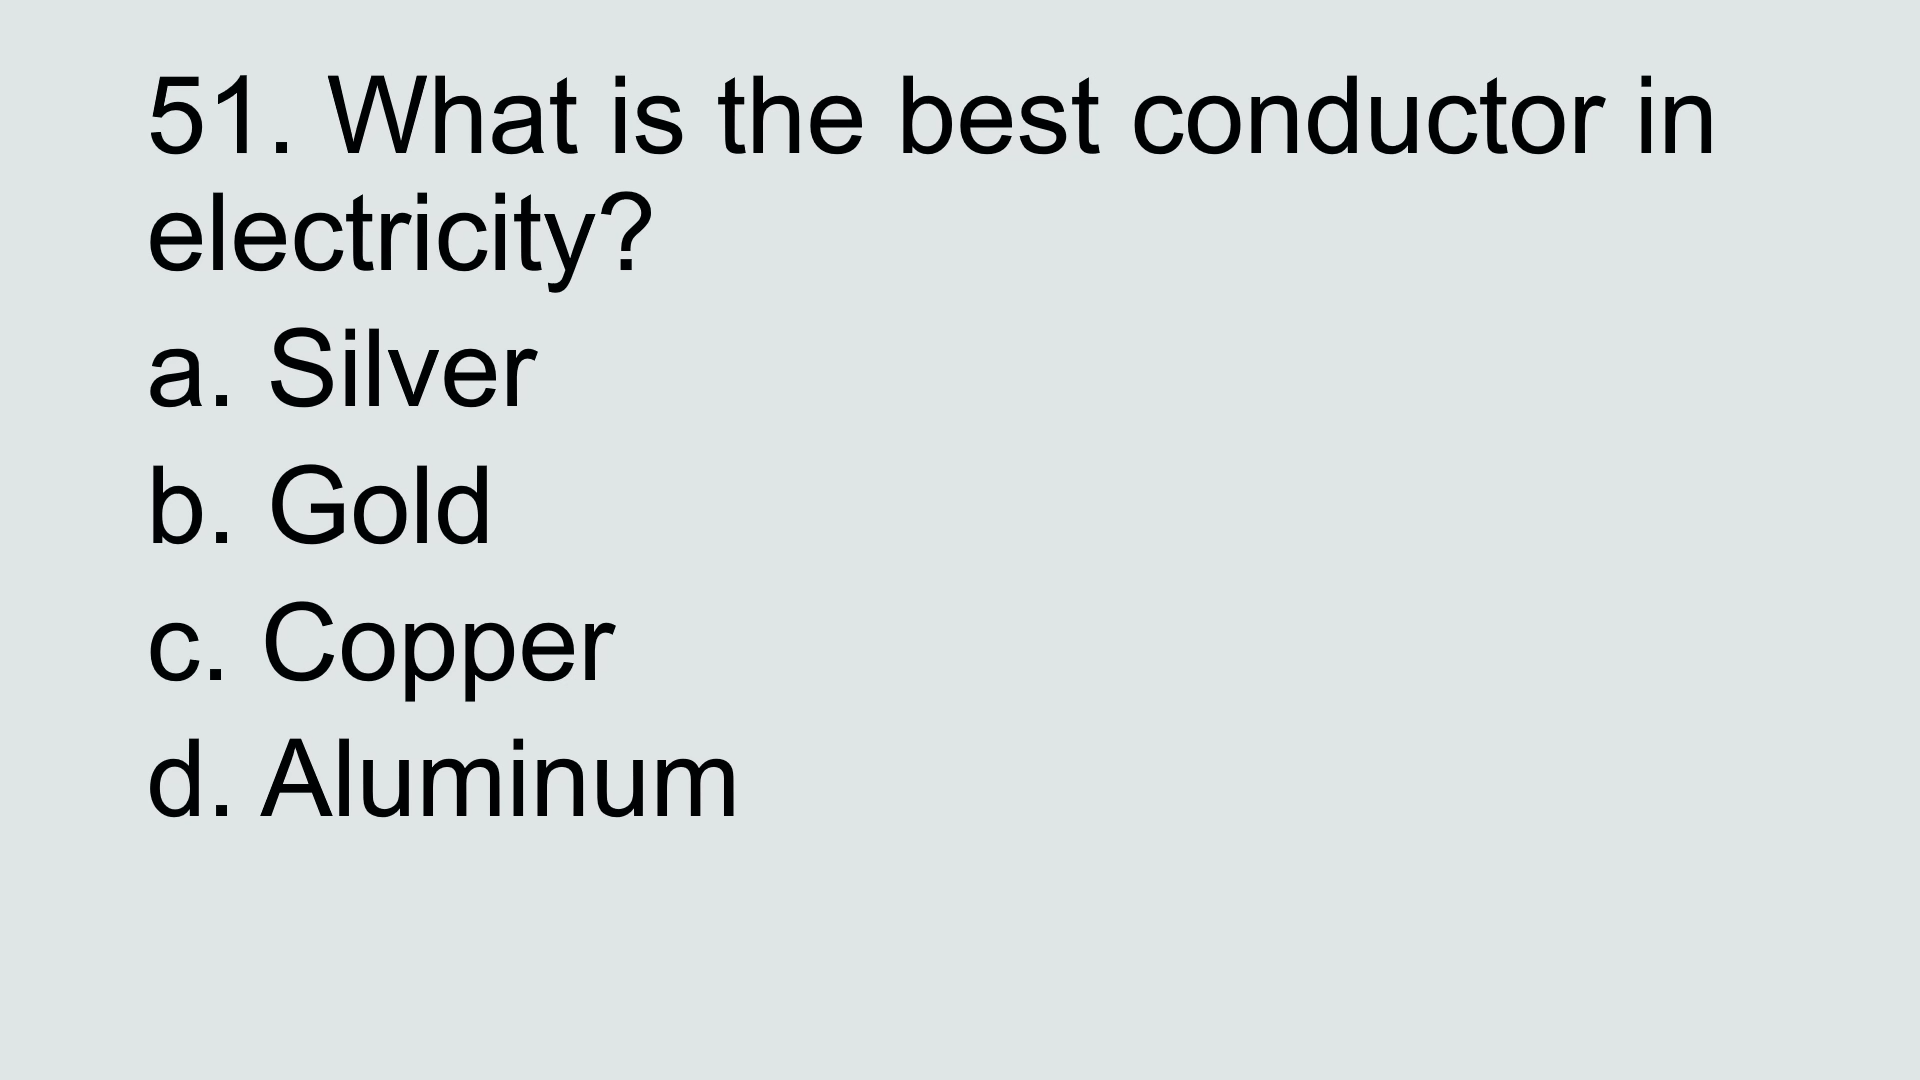 51. What is the best conductor in
electricity?
a. Silver
b. Gold
c. Copper
d. Aluminum